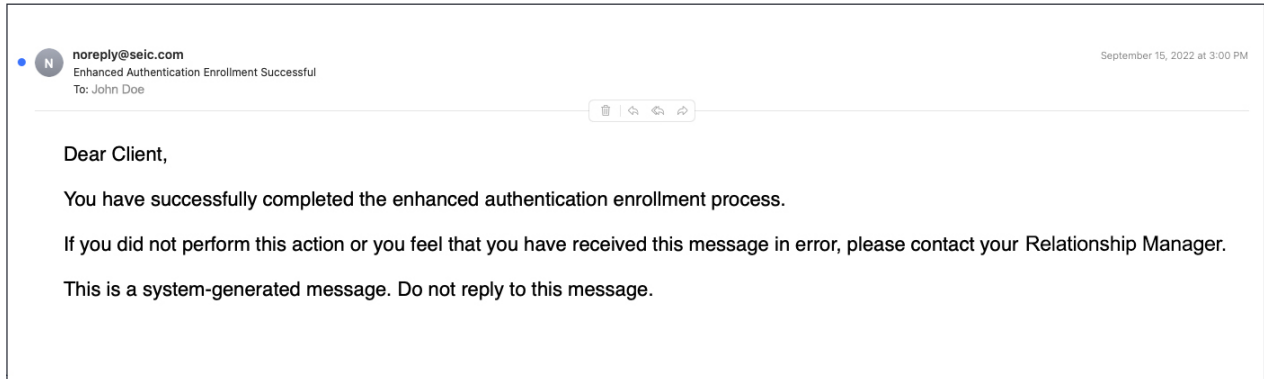 N
noreply@seic.com
September 15, 2022 at 3:00 PM
Enhanced Authentication Enrollment Successful
To: John Doe
Dear Client,
You have successfully completed the enhanced authentication enrollment process.
If you did not perform this action or you feel that you have received this message in error, please contact your Relationship Manager.
This is a system-generated message. Do not reply to this message.